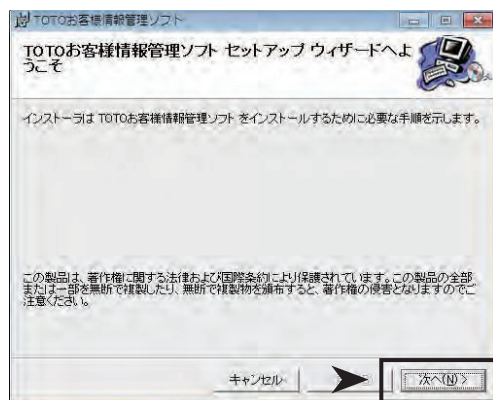 TOTOお客様情報管理ソフト
TOTOお客様情報管理ソフト セットアップ ウィザードへよ
うこそ
インストーラは TOTOお客様情報管理ソフト をインストールするために必要な手順を示します。
この製品は、著作権に関する法律および国際条約により保護されています。この製品の全部
または一部を無断で複製したり、無断で複製物を頒布すると、著作権の侵害となりますのでご
注意ください。
キャンセル
次へ(N) >